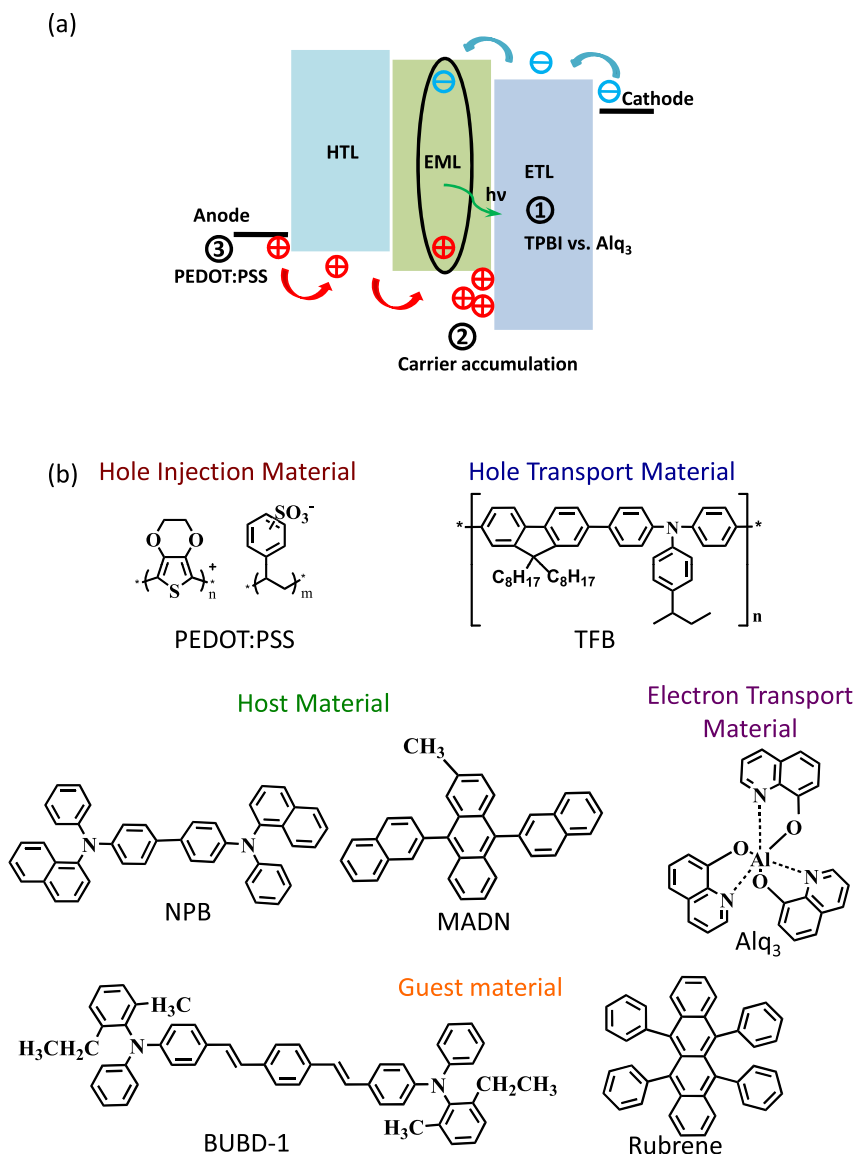 (a)
HTL
EML
ETL
Cathode
hν
1
TPBI vs. Alq3
Anode
3
PEDOT:PSS
2
Carrier accumulation
(b)
Hole Injection Material
Hole Transport Material
SO3-
O O
+
S
* * n
* * m
PEDOT:PSS
* N *
C8H17 C8H17
n
TFB
Host Material
Electron Transport
Material
CH3
N
N
NPB
MADN
N
O
O Al N
O
N
Alq3
Guest material
H3C
H3CH2C N
N CH2CH3
H3C
BUBD-1
Rubrene